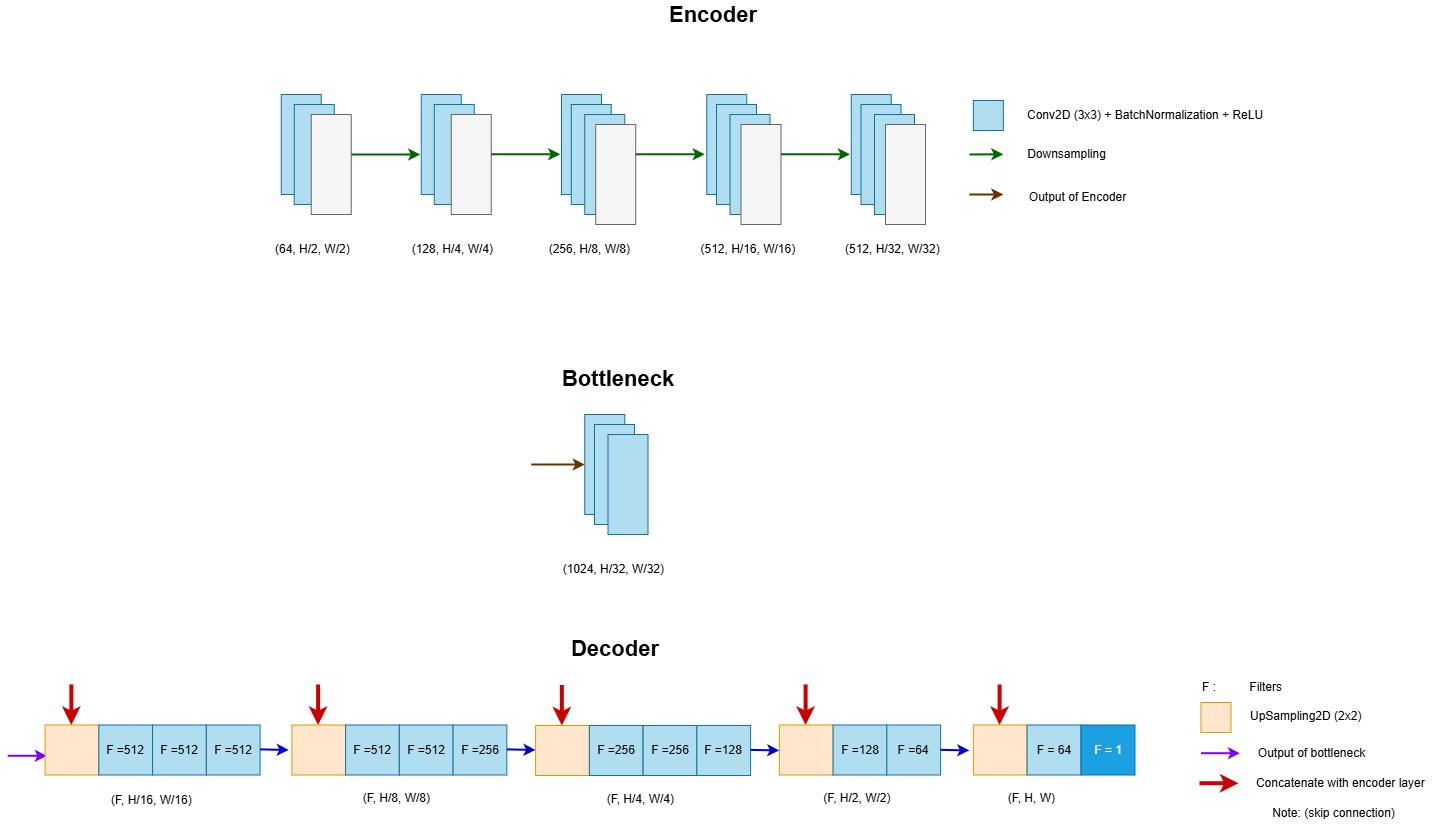 Encoder
Conv2D (3x3) + BatchNormalization + ReLU
Downsampling
Output of Encoder
(64, H/2, W/2)
(128, H/4, W/4)
(256, H/8, W/8)
(512, H/16, W/16)
(512, H/32, W/32)
Bottleneck
(1024, H/32, W/32)
Decoder
F =512
F =512
F =512
F =512
F =512
F =256
F =256
F =256
F =128
F =128
F =64
F = 64
F = 1
(F, H/16, W/16)
(F, H/8, W/8)
(F, H/4, W/4)
(F, H/2, W/2)
(F, H, W)
F : Filters
UpSampling2D (2x2)
Output of bottleneck
Concatenate with encoder layer
Note: (skip connection)